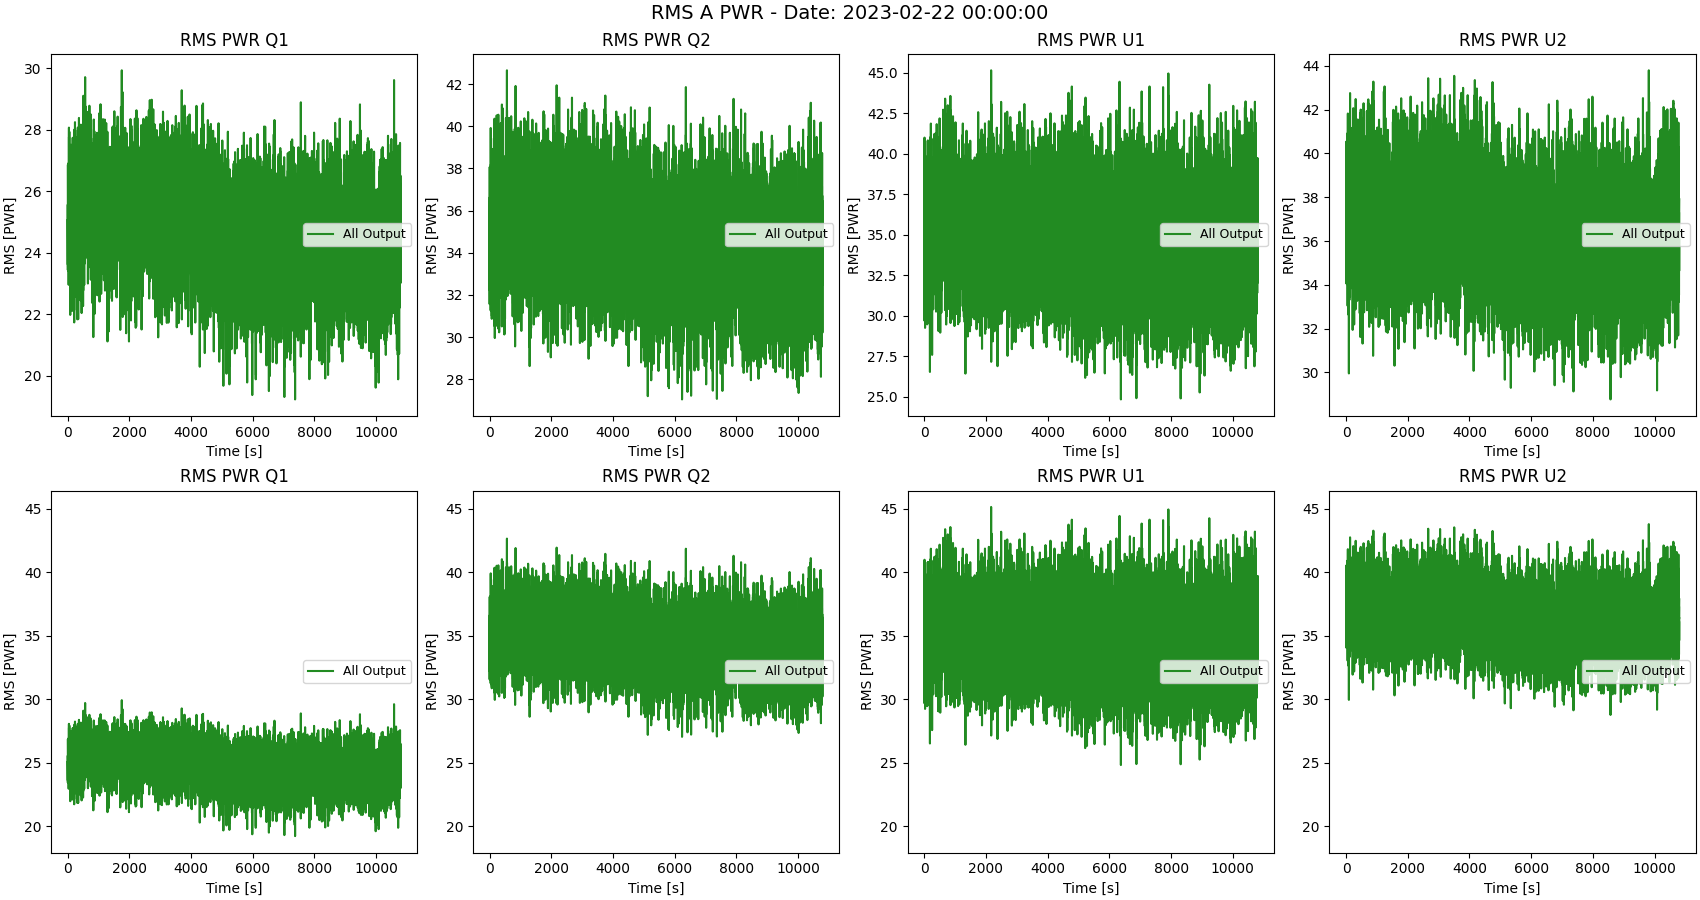 RMS A PWR - Date: 2023-02-22 00:00:00
RMS PWR Q1
RMS [PWR]
30
28
26
24
22
20
All Output
0 2000 4000 6000 8000 10000
Time [s]
RMS PWR Q2
RMS [PWR]
42
40
38
36
34
32
30
28
All Output
0 2000 4000 6000 8000 10000
Time [s]
RMS PWR U1
RMS [PWR]
45.0
42.5
40.0
37.5
35.0
32.5
30.0
27.5
25.0
All Output
0 2000 4000 6000 8000 10000
Time [s]
RMS PWR U2
RMS [PWR]
44
42
40
38
36
34
32
30
All Output
0 2000 4000 6000 8000 10000
Time [s]
RMS PWR Q1
RMS [PWR]
45
40
35
30
25
20
All Output
0 2000 4000 6000 8000 10000
Time [s]
RMS PWR Q2
RMS [PWR]
45
40
35
30
25
20
All Output
0 2000 4000 6000 8000 10000
Time [s]
RMS PWR U1
RMS [PWR]
45
40
35
30
25
20
All Output
0 2000 4000 6000 8000 10000
Time [s]
RMS PWR U2
RMS [PWR]
45
40
35
30
25
20
All Output
0 2000 4000 6000 8000 10000
Time [s]